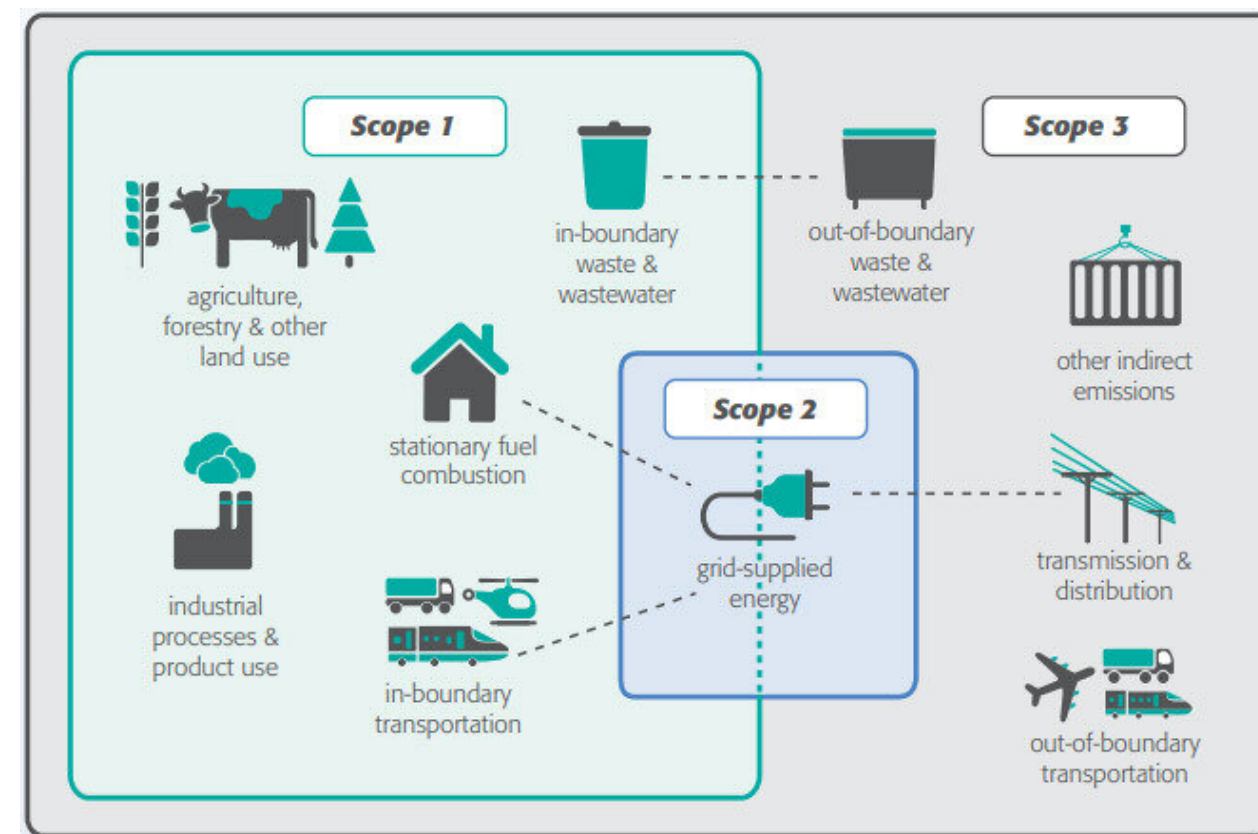 Scope 1
Scope 3
in-boundary
waste &
wastewater
out-of-boundary
waste &
wastewater
agriculture,
forestry & other
land use
other indirect
emissions
Scope 2
stationary fuel
combustion
grid-supplied
energy
transmission &
distribution
industrial
processes &
product use
in-boundary
transportation
out-of-boundary
transportation